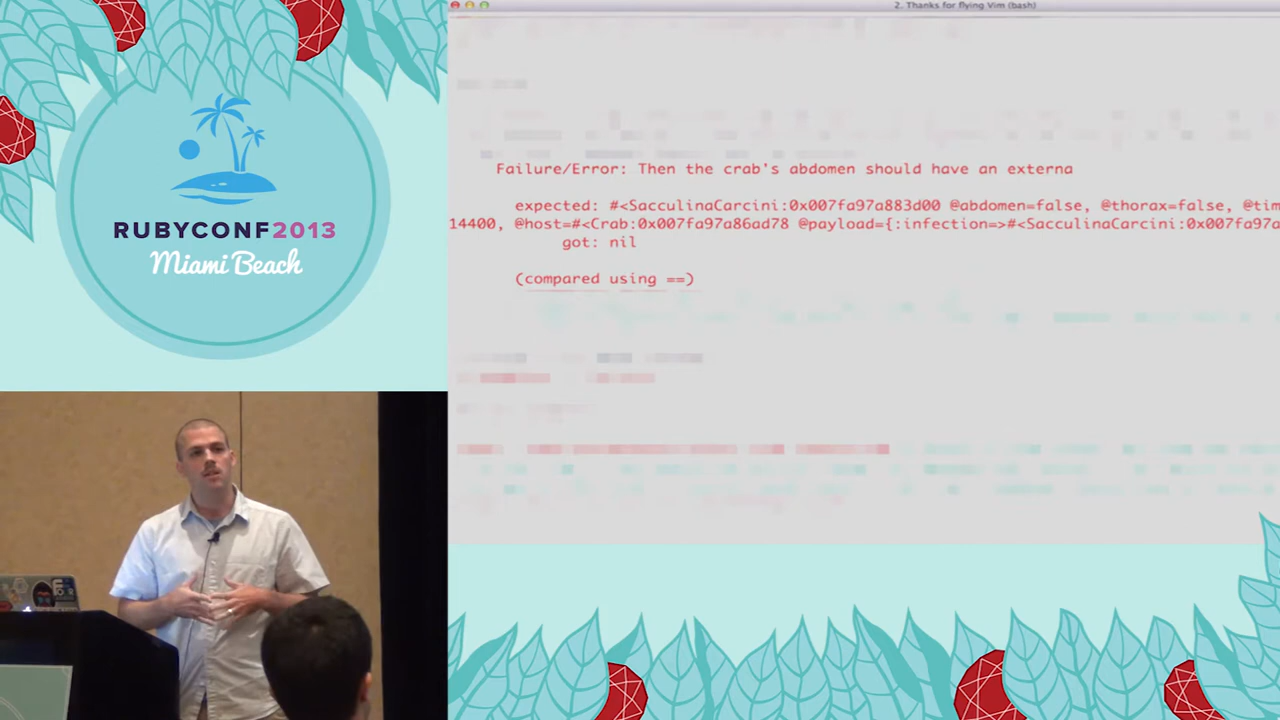 2. Thanks for flying Vim (bash)
RUBYCONF2013
Miami Beach
Failure/Error: Then the crab's abdomen should have an externa
expected: #<SacculinaCarcini:0x007fa97a883d00 @abdomen=false, @thorax=false, @tim
14400, @host=#<Crab:0x007fa97a86ad78 @payload={:infection=>#<SacculinaCarcini:0x007fa97a
got: nil
(compared using ==)